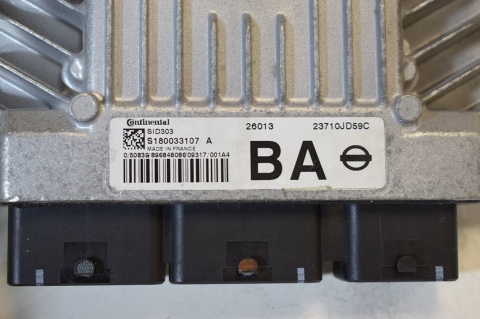 Continental
SID303
S180033107 A
MADE IN FRANCE
26013 23710JD59C
BA